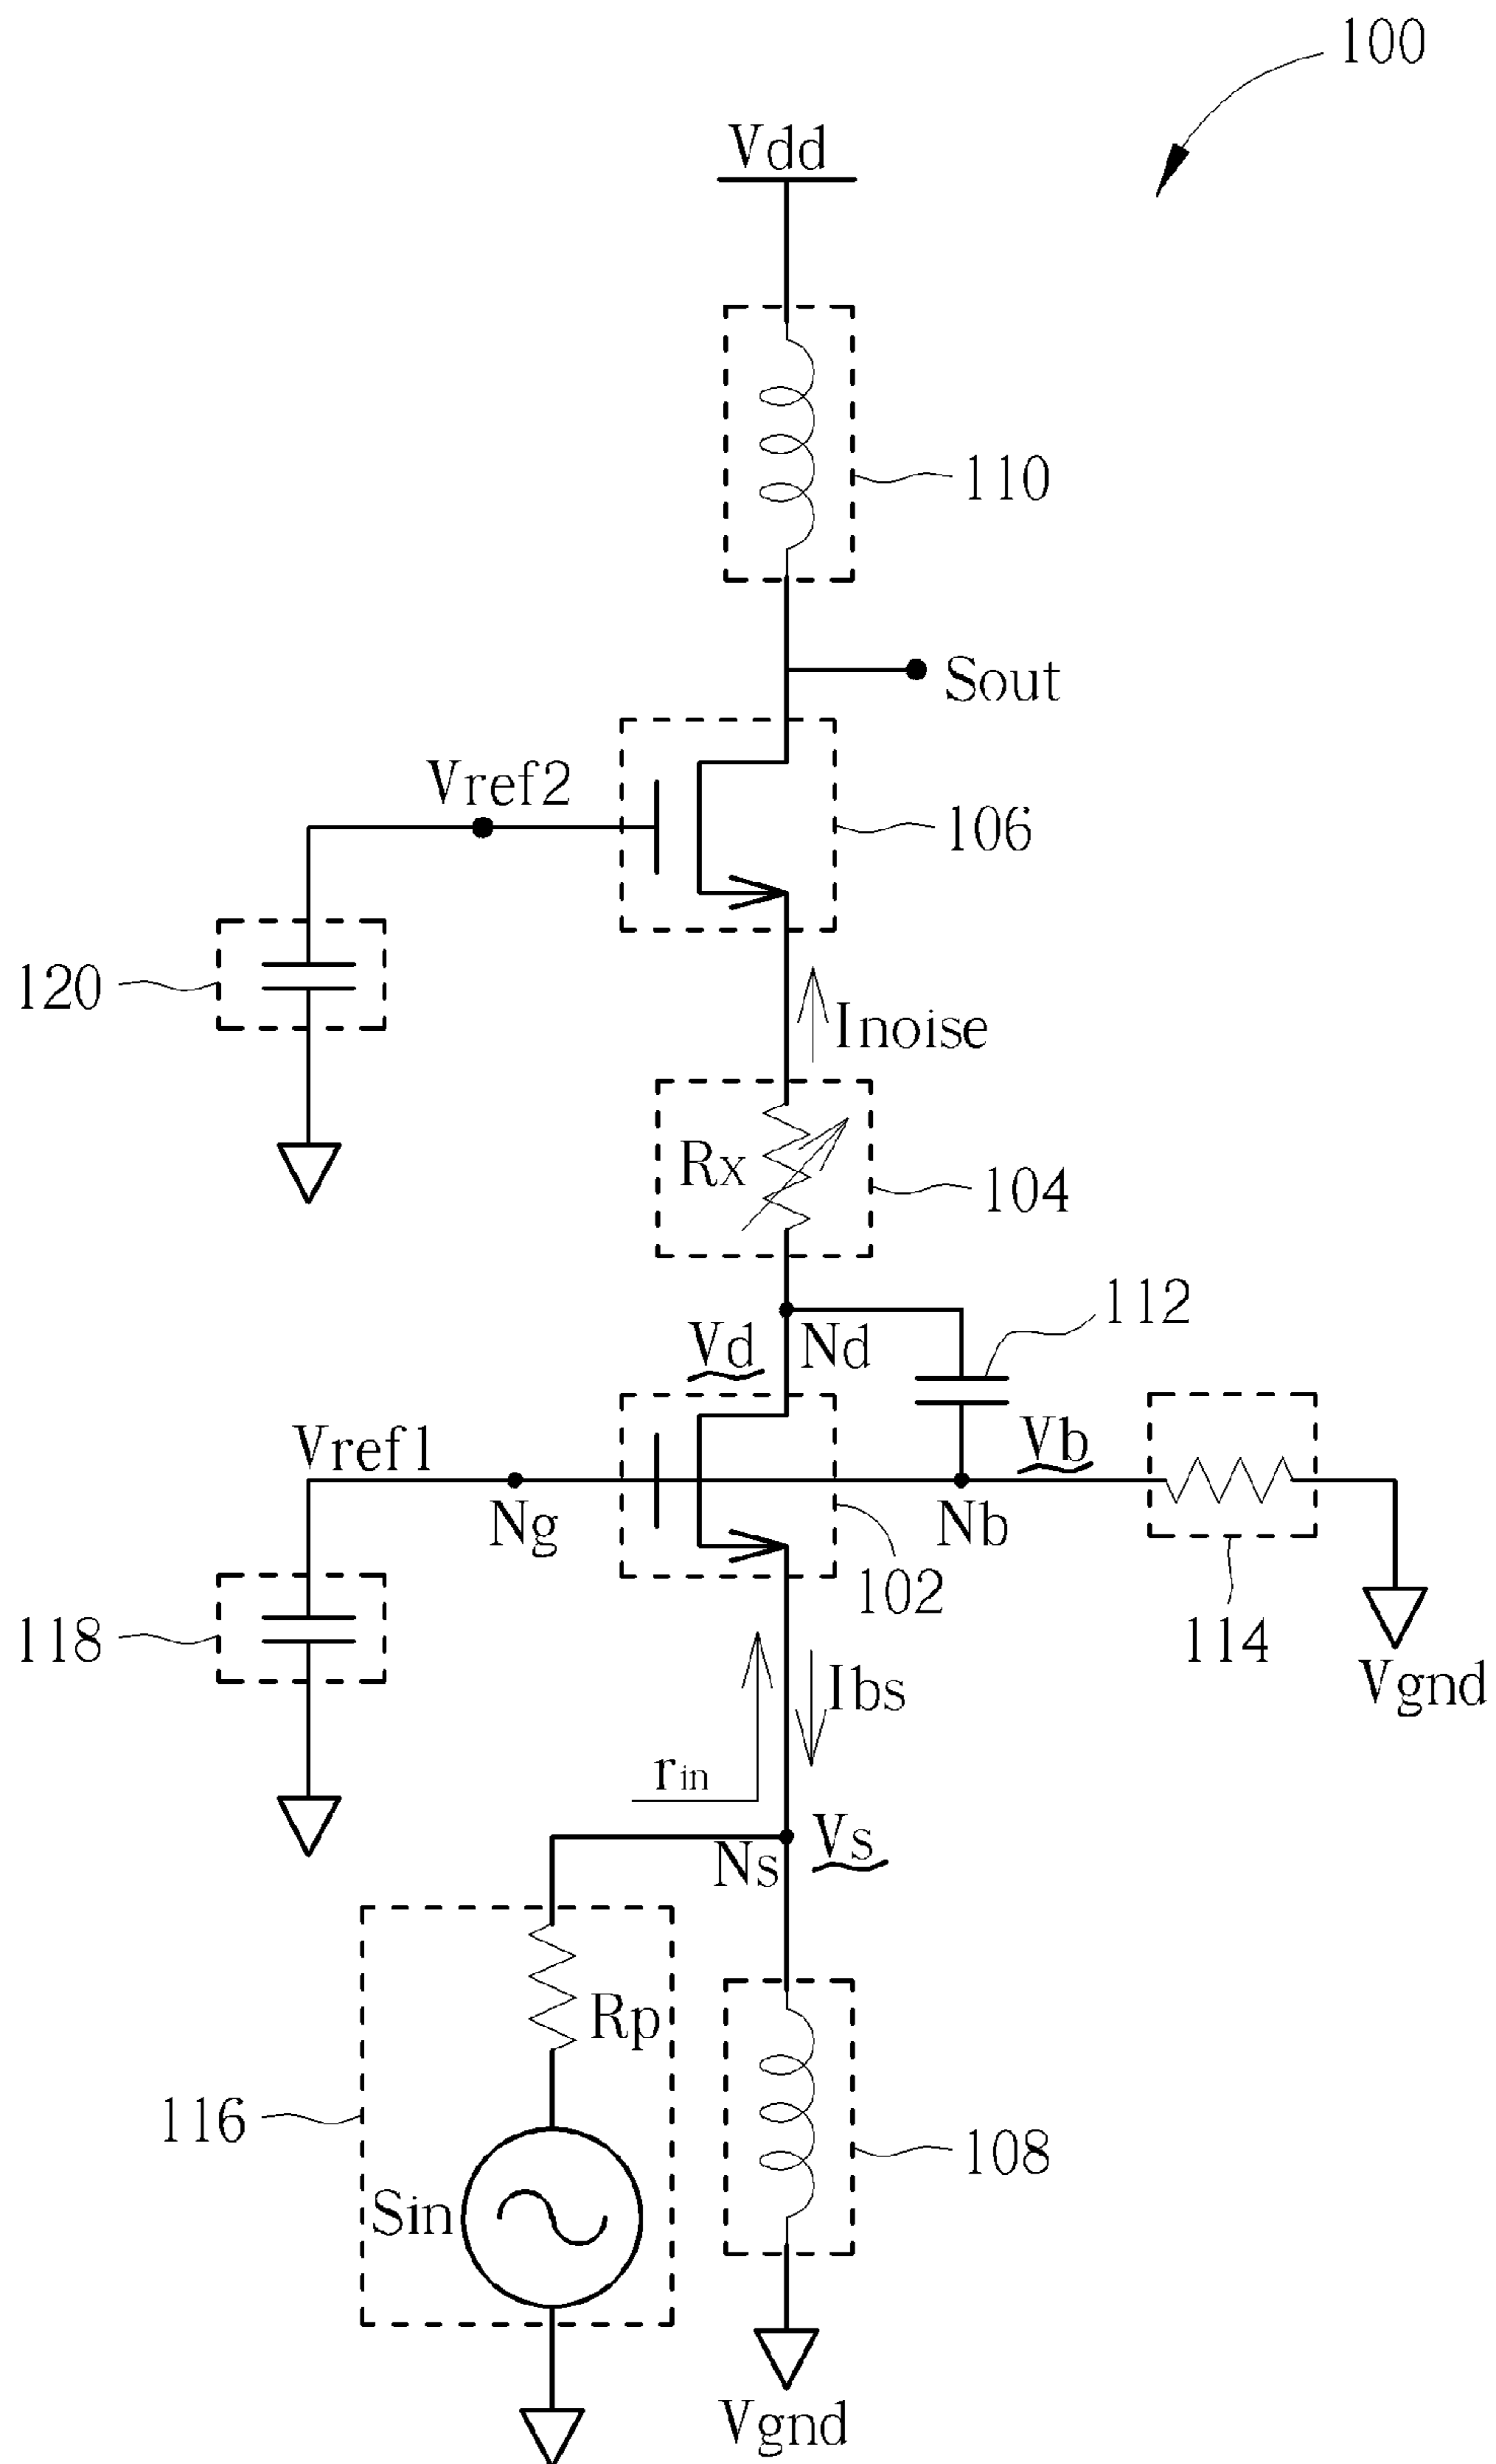 100
Vdd
110
Sout
Vref2
106
120
Inoise
Rx
104
112
Vd
Nd
Vref1
Vb
Ng
Nb
102
114
118
Vgnd
Ibs
rin
Vs
Ns
Rp
116
108
Sin
Vgnd